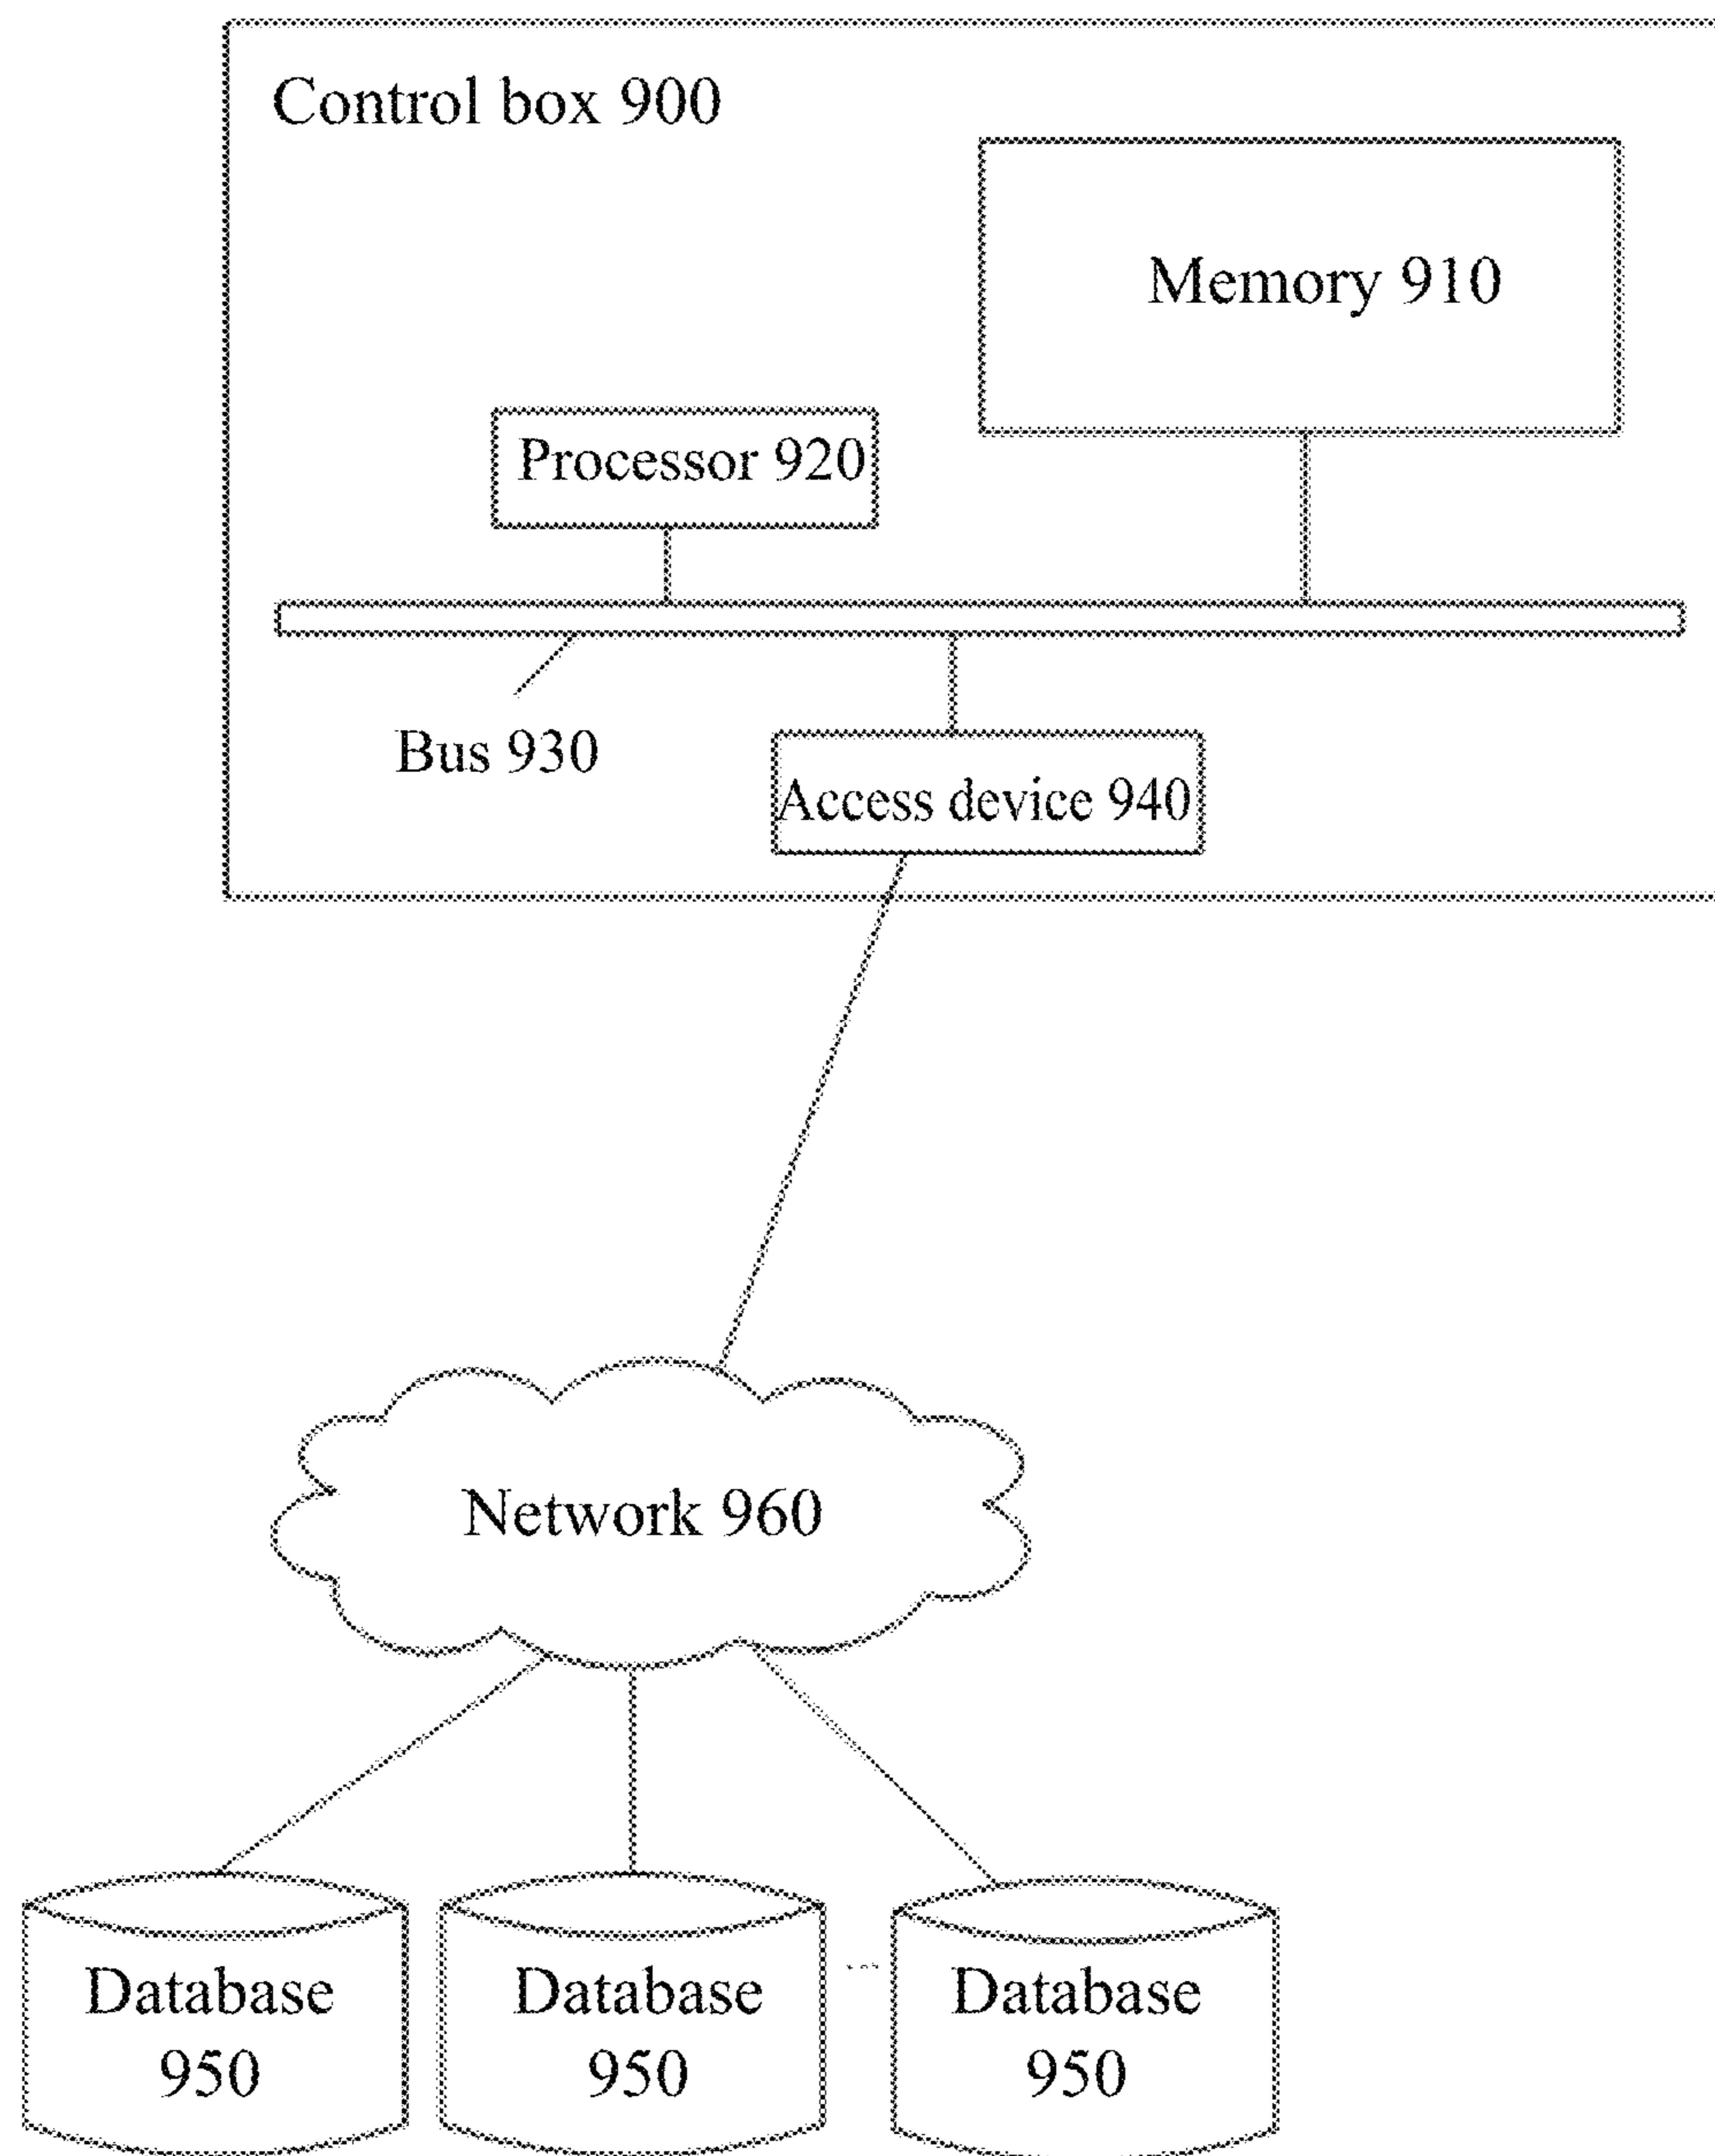 Control box 900
Memory 910
Processor 920
Bus 930
Access device 940
Network 960
Database
950
Database
950
...
Database
950